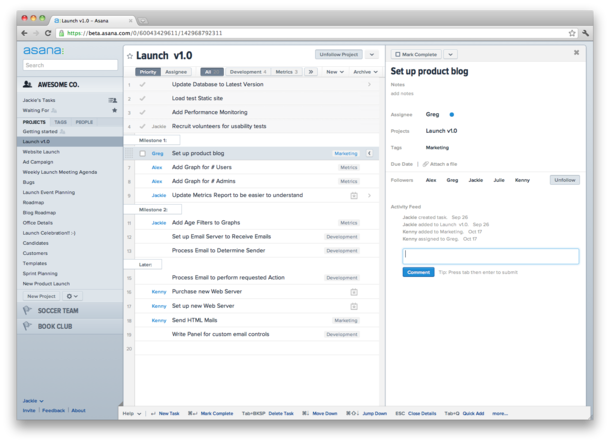 asana: Launch v1.0 – Asana
https://beta.asana.com/0/60043429611/142968792311
asana:
Search
AWESOME CO.
Jackie's Tasks
Waiting For
PROJECTS TAGS PEOPLE
Getting started
Launch v1.0
Website Launch
Ad Campaign
Weekly Launch Meeting Agenda
Bugs
Launch Event Planning
Roadmap
Blog Roadmap
Office Details
Launch Celebration!! :-)
Candidates
Customers
Templates
Sprint Planning
New Product Launch
New Project
SOCCER TEAM
BOOK CLUB
Jackie
Invite | Feedback | About
Launch v1.0
Unfollow Project
Priority Assignee All Development Metrics 3 New Archive
1 Update Database to Latest Version
2 Load test Static site
3 Add Performance Monitoring
4 Jackie Recruit volunteers for usability tests
Milestone 1:
Greg Set up product blog Marketing
7 Alex Add Graph for # Users Metrics
8 Alex Add Graph for # Admins Metrics
9 Jackie Update Metrics Report to be easier to understand
Milestone 2:
11 Jackie Add Age Filters to Graphs Metrics
12 Set up Email Server to Receive Emails Development
13 Process Email to Determine Sender Development
Later:
15 Process Email to perform requested Action Development
16 Kenny Purchase new Web Server
17 Kenny Set up new Web Server
18 Kenny Send HTML Mails Marketing
19 Write Panel for custom email controls Development
20
Mark Complete
Set up product blog
Notes
add notes
Assignee Greg
Projects Launch v1.0
Tags Marketing
Due Date | Attach a file
Followers Alex Greg Jackie Julie Kenny Unfollow
Activity Feed
Jackie created task. Sep 26
Jackie added to Launch v1.0. Sep 26
Kenny added to Marketing. Oct 17
Kenny assigned to Greg. Oct 17
Comment Tip: Press tab then enter to submit
Help New Task Mark Complete Tab+BKSP Delete Task Move Down Jump Down ESC Close Details Tab+Q Quick Add more...